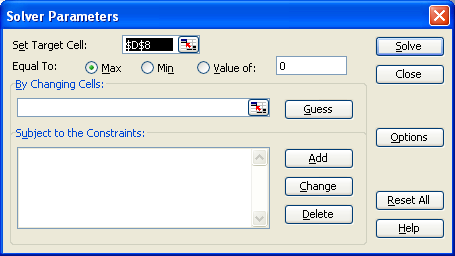 Solver Parameters
Set Target Cell: $D$8 Solve
Equal To: Max Min Value of: 0 Close
By Changing Cells:
Guess
Subject to the Constraints: Options
Add
Change Reset All
Delete Help